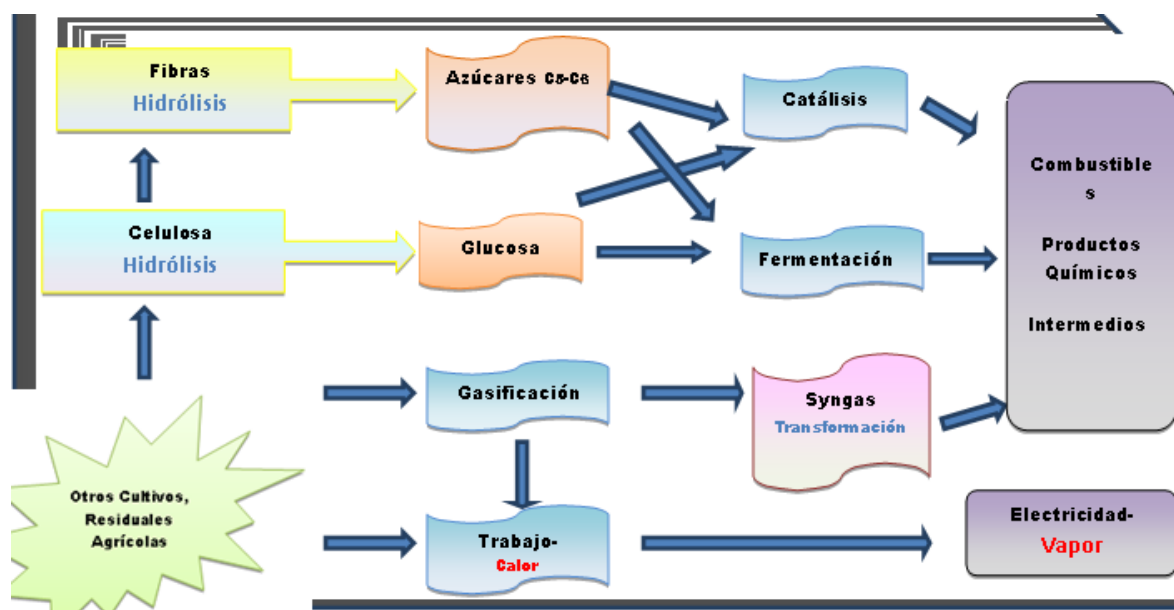 Fibras
Hidrólisis
Azúcares C5-C6
Catálisis
Combustible
s
Productos
Químicos
Intermedios
Celulosa
Hidrólisis
Glucosa
Fermentación
Gasificación
Syngas
Transformación
Otros Cultivos,
Residuales
Agrícolas
Trabajo-
Calor
Electricidad-
Vapor